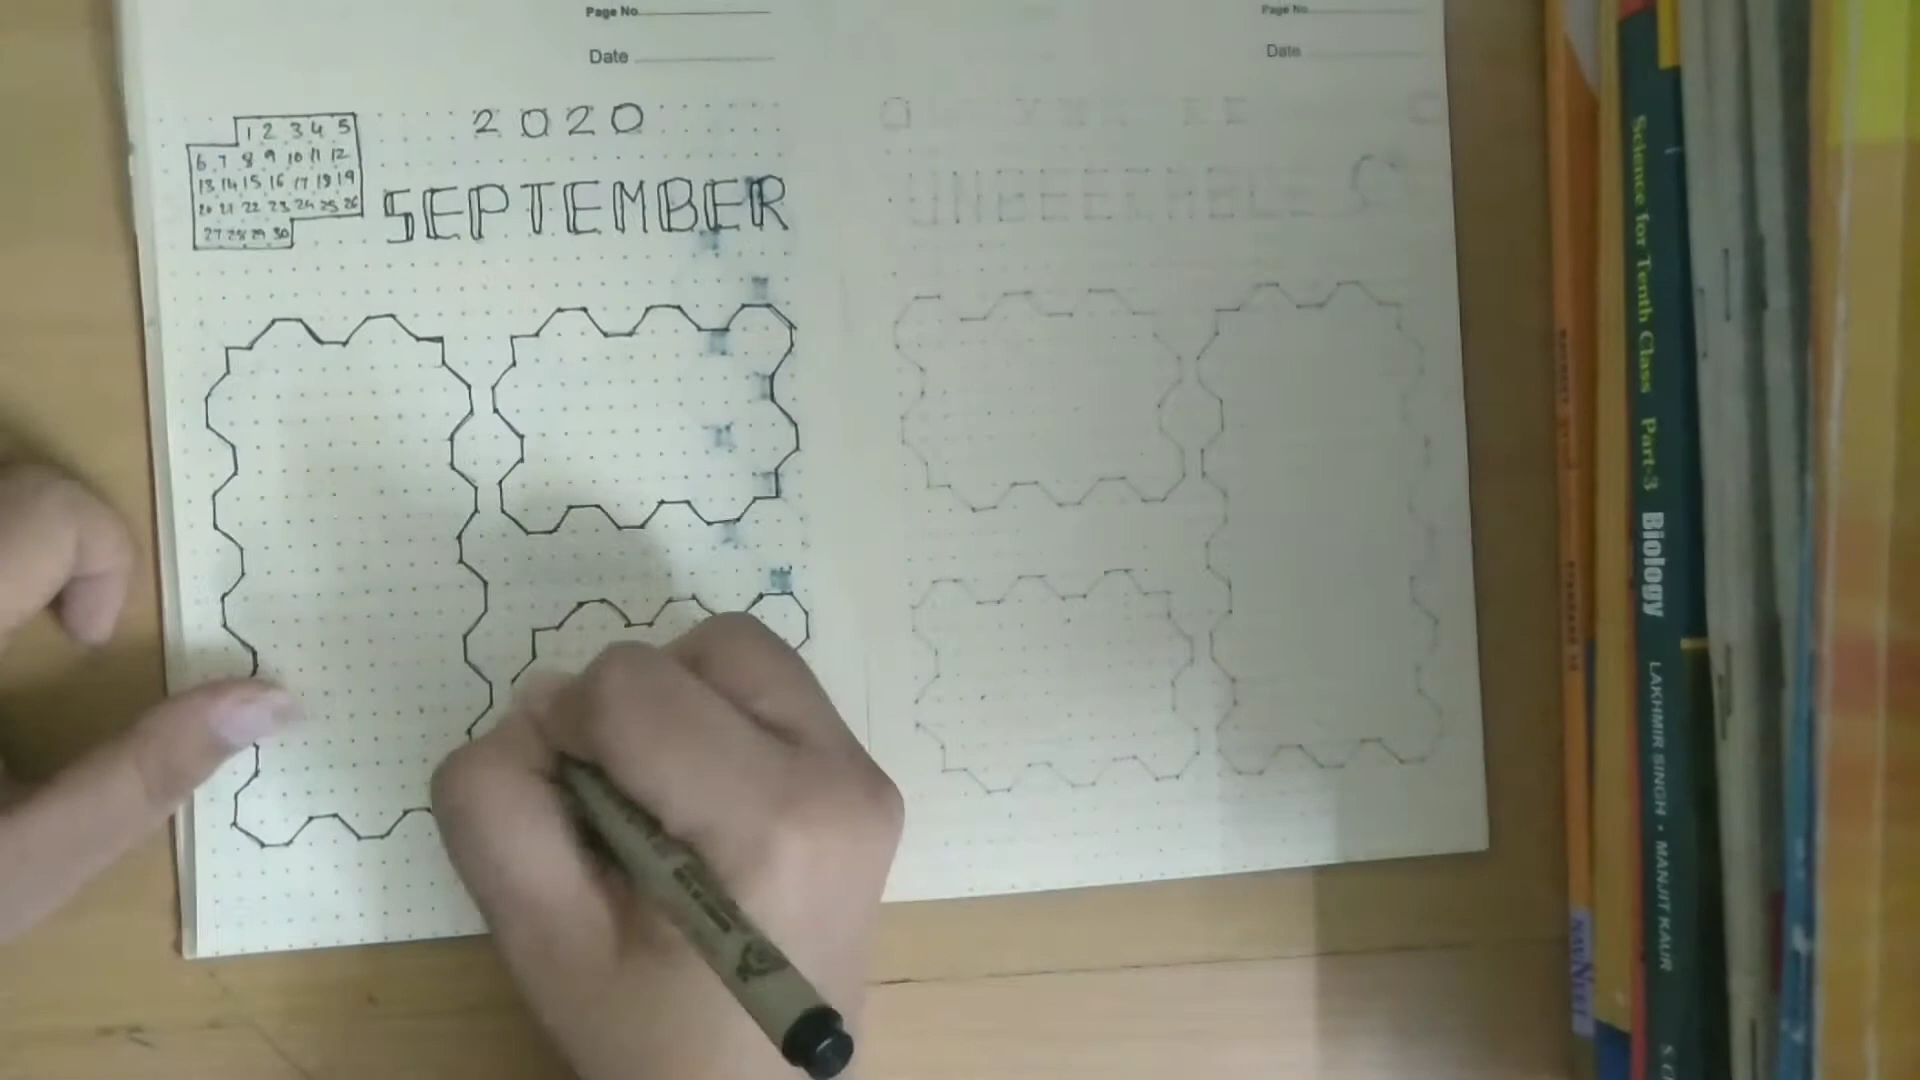 Page No.
Date
2020
1 2 3 4 5
6 7 8 9 10 11 12
13 14 15 16 17 18 19
20 21 22 23 24 25 26
27 28 29 30
SEPTEMBER
Page No.
Date
Science for Tenth Class Part-3 Biology LAKHMIR SINGH • MANJIT KAUR